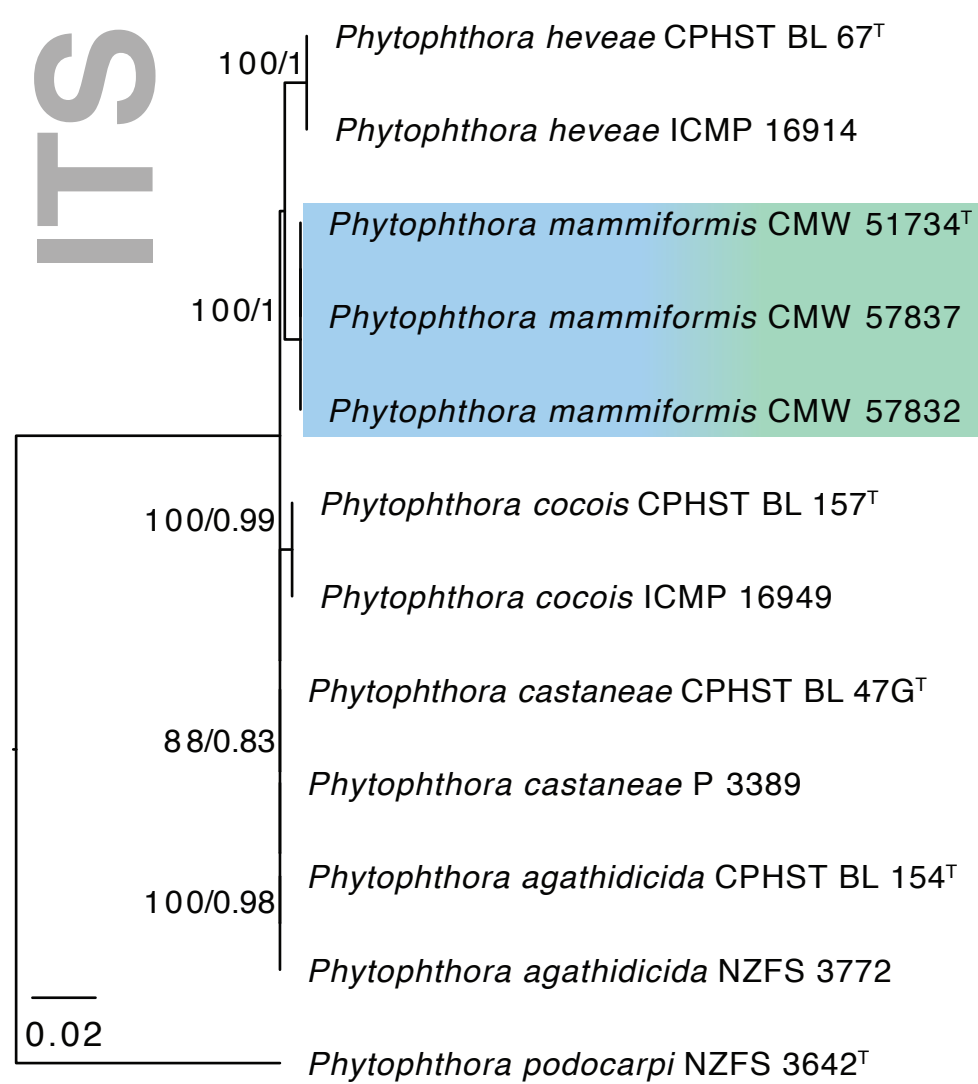 ITS
Phytophthora heveae CPHST BL 67ᵀ
100/1
Phytophthora heveae ICMP 16914
Phytophthora mammiformis CMW 51734ᵀ
100/1
Phytophthora mammiformis CMW 57837
Phytophthora mammiformis CMW 57832
Phytophthora cocois CPHST BL 157ᵀ
100/0.99
Phytophthora cocois ICMP 16949
Phytophthora castaneae CPHST BL 47Gᵀ
88/0.83
Phytophthora castaneae P 3389
Phytophthora agathidicida CPHST BL 154ᵀ
100/0.98
Phytophthora agathidicida NZFS 3772
0.02
Phytophthora podocarpi NZFS 3642ᵀ